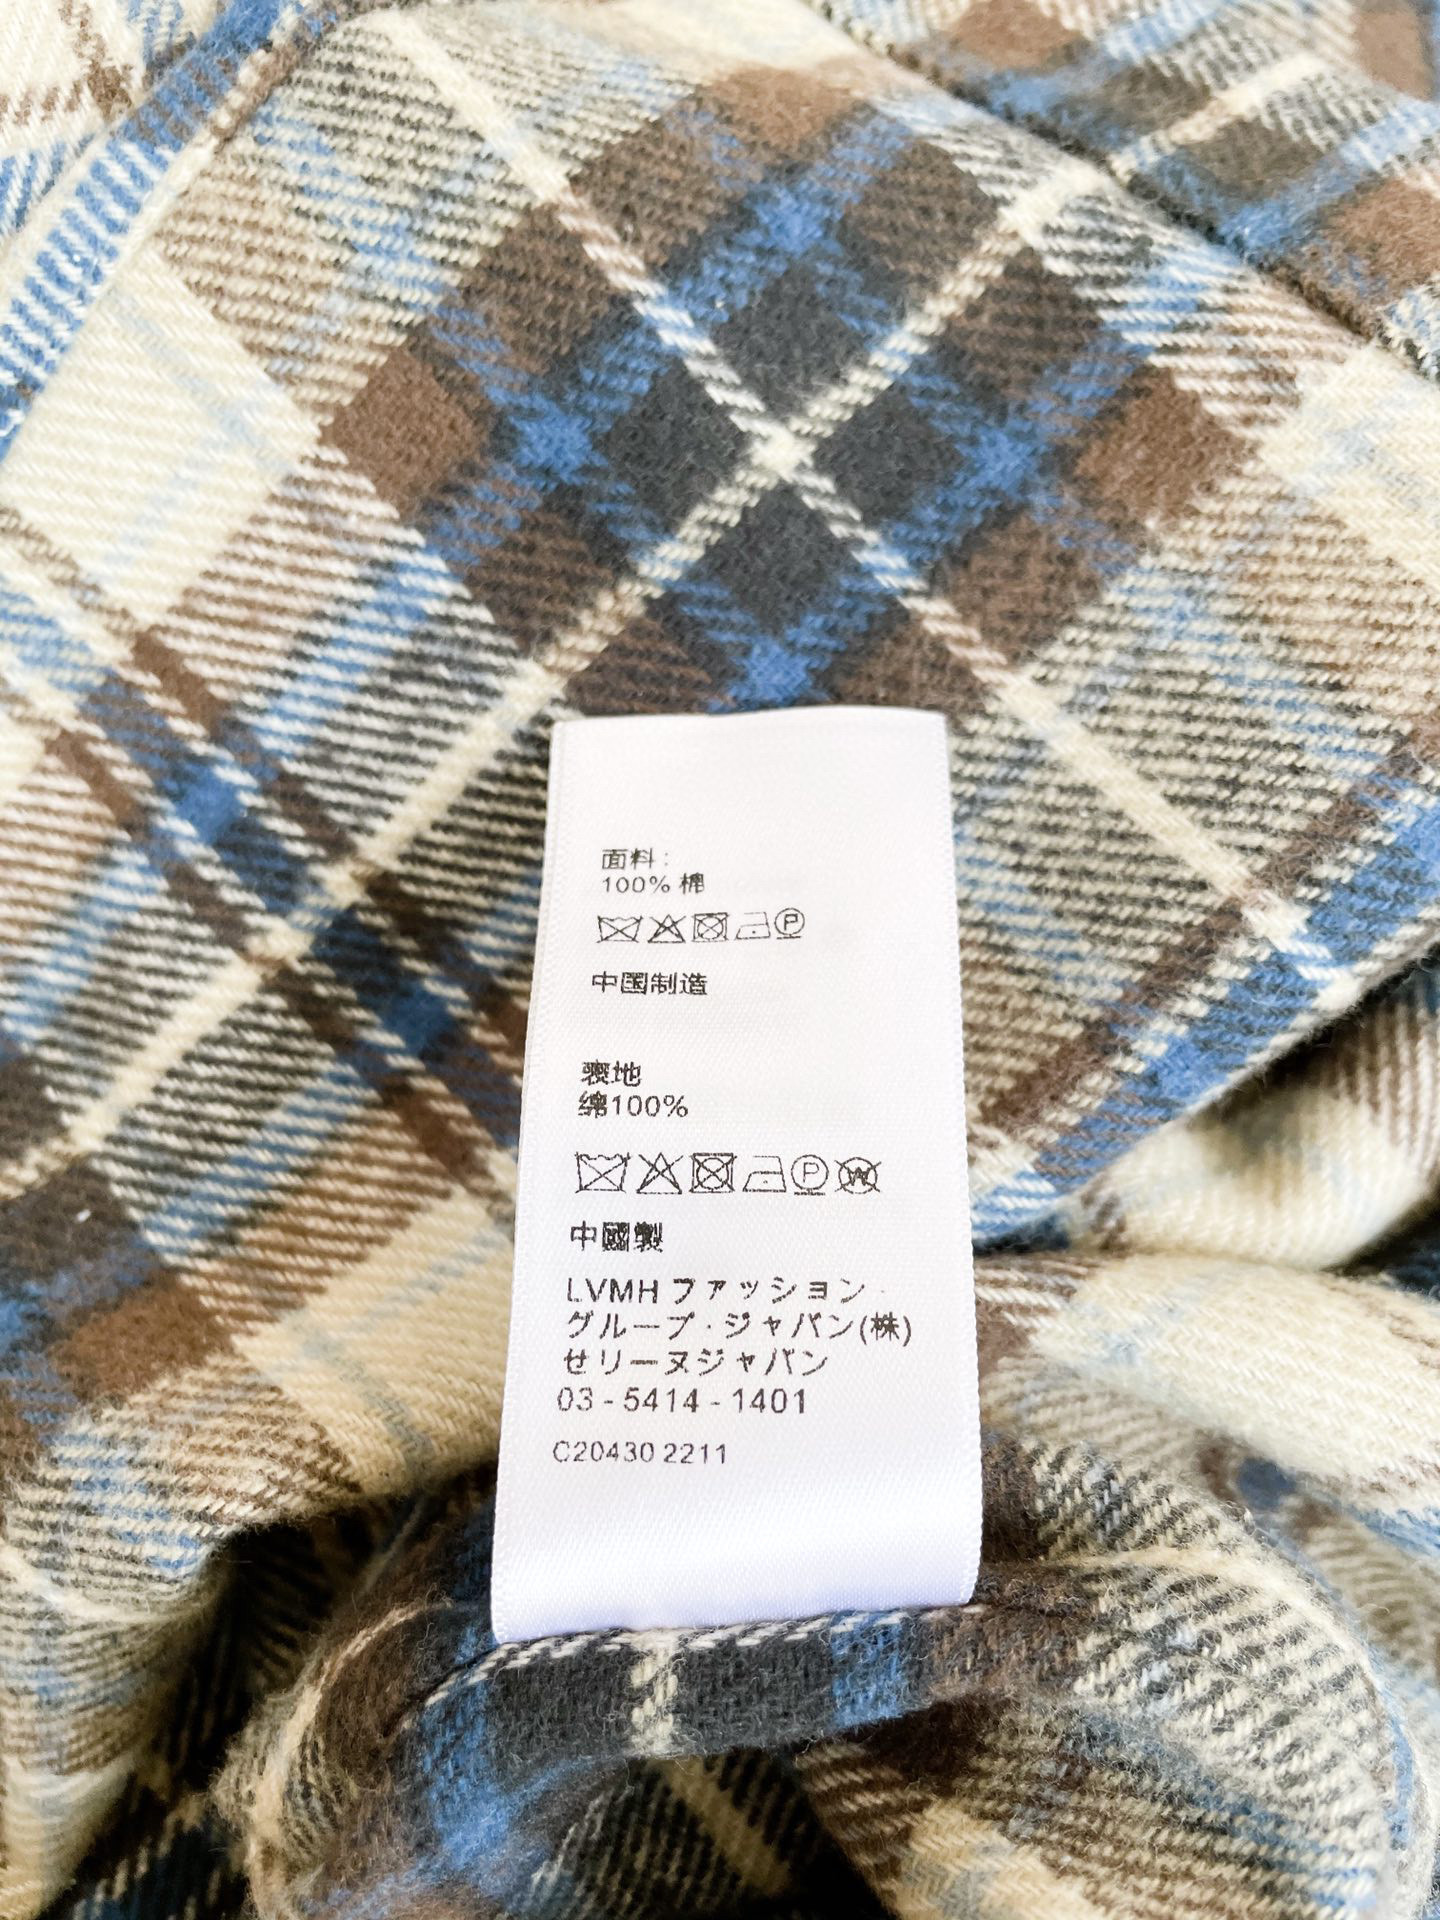 面料:
100% 棉
P
中国制造
表地
綿100%
P W
中國製
LVMH ファッション
グループ・ジャパン(株)
せリーヌジャパン
03 - 5414 - 1401
C20430 2211